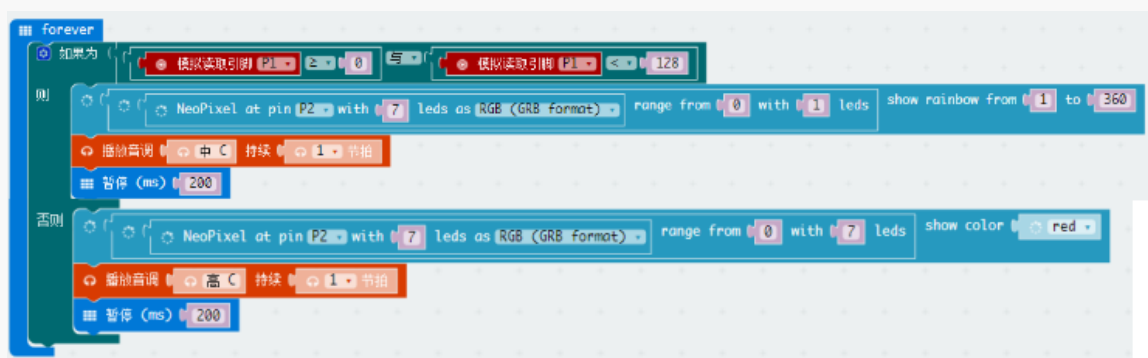 forever
如果为 模拟读取引脚 P1 ≥ 0 与 模拟读取引脚 P1 < 128
则 NeoPixel at pin P2 with 7 leds as RGB (GRB format) range from 0 with 1 leds show rainbow from 1 to 360
播放音调 中 C 持续 1 节拍
暂停 (ms) 200
否则 NeoPixel at pin P2 with 7 leds as RGB (GRB format) range from 0 with 7 leds show color red
播放音调 高 C 持续 1 节拍
暂停 (ms) 200